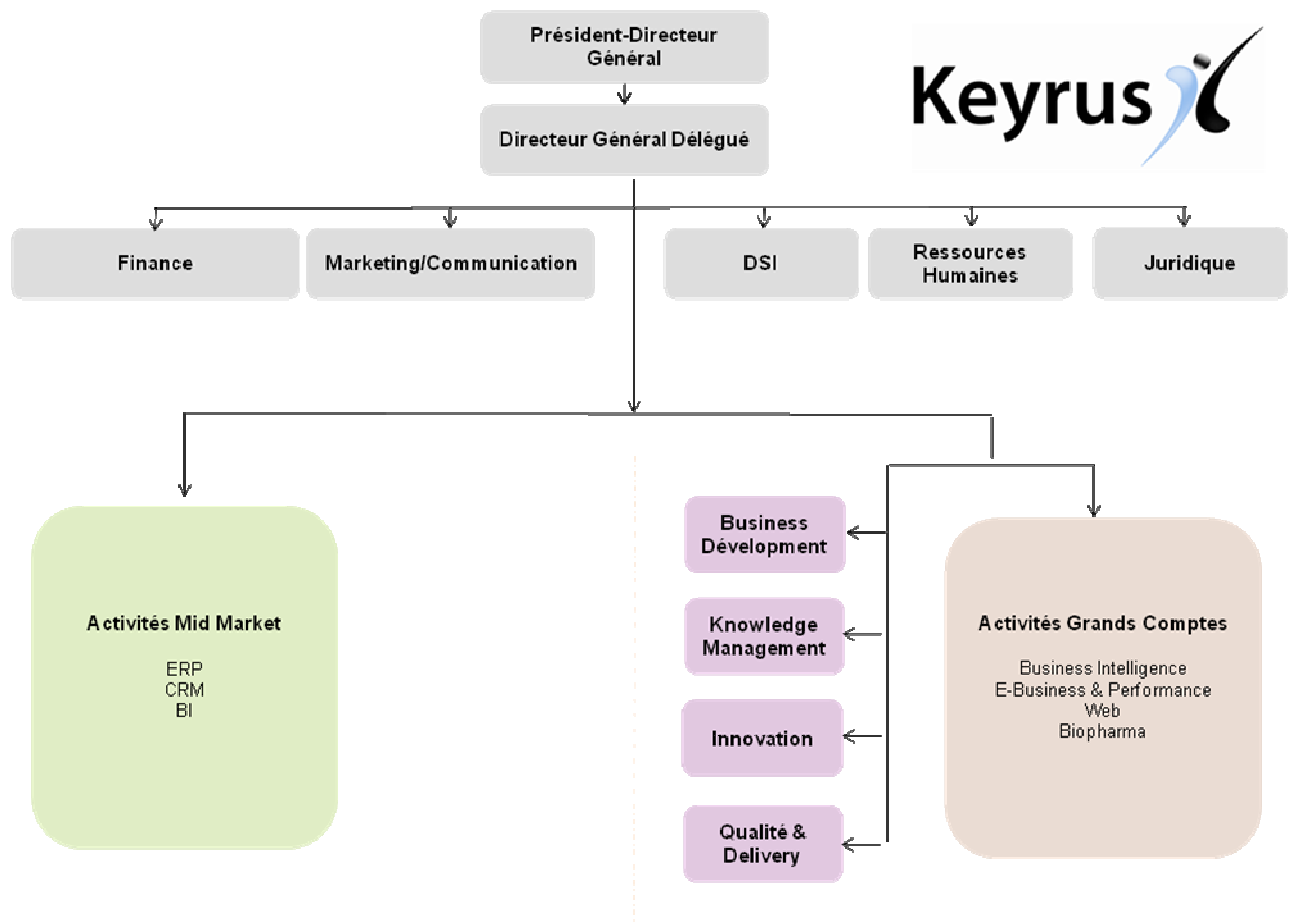 Président-Directeur
Général
Keyrus
Directeur Général Délégué
Finance
Marketing/Communication
DSI
Ressources
Humaines
Juridique
Activités Mid Market
ERP
CRM
BI
Business
Dévelopment
Knowledge
Management
Innovation
Qualité &
Delivery
Activités Grands Comptes
Business Intelligence
E-Business & Performance
Web
Biopharma